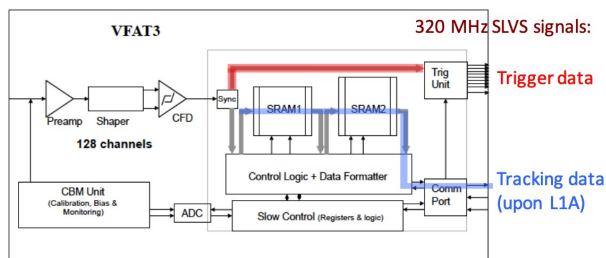 VFAT3
320 MHz SLVS signals:
Trig
Unit
Trigger data
Sync
SRAM1
SRAM2
Preamp
Shaper
CFD
128 channels
Control Logic + Data Formatter
CBM Unit
(Calibration, Bias &
Monitoring)
ADC
Slow Control (Registers & logic)
Comm
Port
Tracking data
(upon L1A)